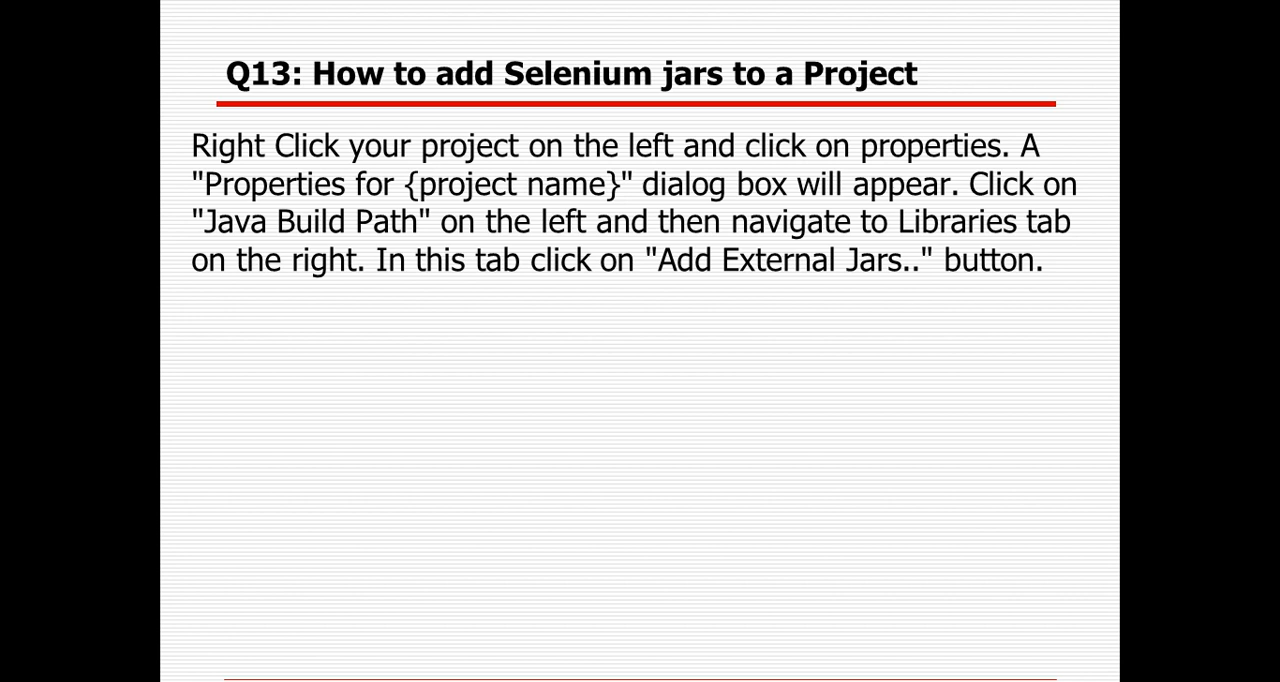 Q13: How to add Selenium jars to a Project
Right Click your project on the left and click on properties. A
"Properties for {project name}" dialog box will appear. Click on
"Java Build Path" on the left and then navigate to Libraries tab
on the right. In this tab click on "Add External Jars.." button.